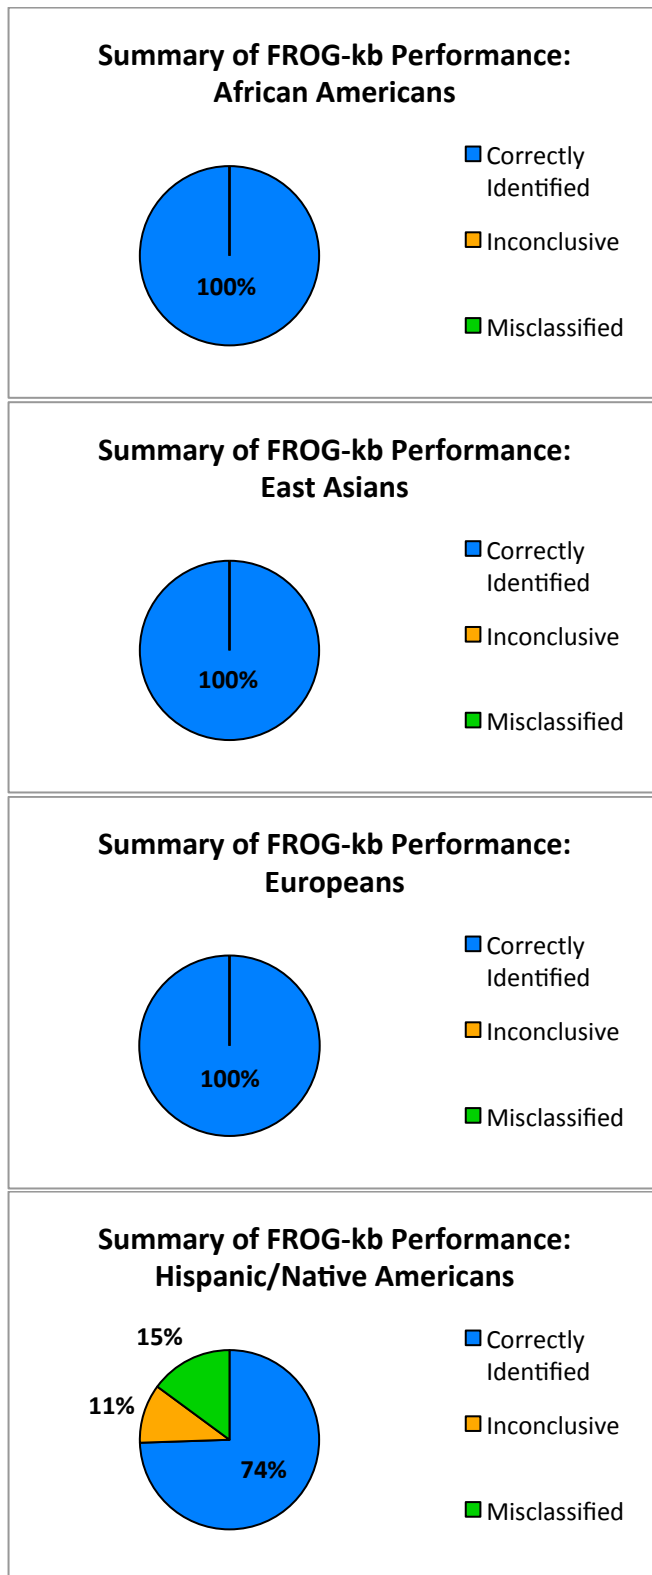 Summary of FROG-kb Performance:
African Americans
100%
Correctly
Identified
Inconclusive
Misclassified
Summary of FROG-kb Performance:
East Asians
100%
Correctly
Identified
Inconclusive
Misclassified
Summary of FROG-kb Performance:
Europeans
100%
Correctly
Identified
Inconclusive
Misclassified
Summary of FROG-kb Performance:
Hispanic/Native Americans
15%
11%
74%
Correctly
Identified
Inconclusive
Misclassified